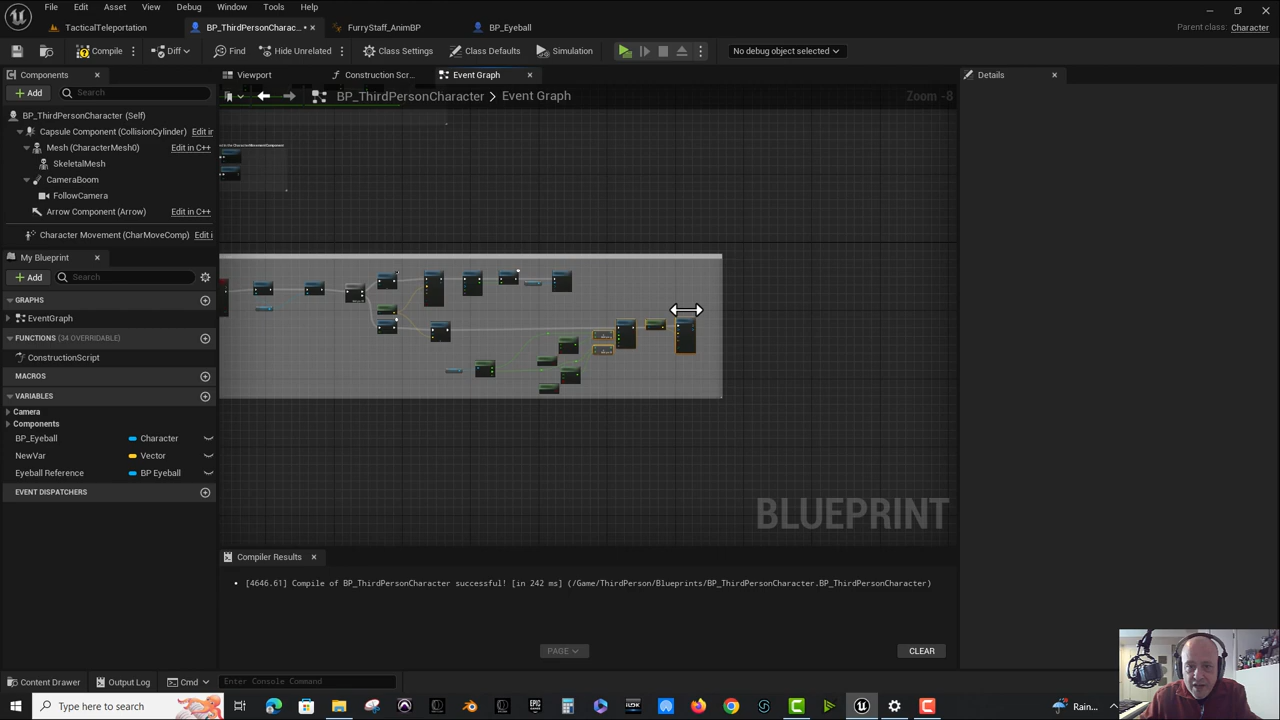 File Edit Asset View Debug Window Tools Help
TacticalTeleportation BP_ThirdPersonCharac... • FurryStaff_AnimBP BP_Eyeball Parent class: Character
Compile Diff Find Hide Unrelated Class Settings Class Defaults Simulation No debug object selected
Components Viewport Construction Scr... Event Graph Details
Add Search BP_ThirdPersonCharacter > Event Graph Zoom -8
BP_ThirdPersonCharacter (Self)
Capsule Component (CollisionCylinder) Edit in
Mesh (CharacterMesh0) Edit in C++
SkeletalMesh
CameraBoom
FollowCamera
Arrow Component (Arrow) Edit in C++
Character Movement (CharMoveComp) Edit i
My Blueprint
Add Search
GRAPHS
EventGraph
FUNCTIONS (34 OVERRIDABLE)
ConstructionScript
MACROS
VARIABLES
Camera
Components
BP_Eyeball Character
NewVar Vector
Eyeball Reference BP Eyeball
EVENT DISPATCHERS
BLUEPRINT
Compiler Results
[4646.61] Compile of BP_ThirdPersonCharacter successful! [in 242 ms] (/Game/ThirdPerson/Blueprints/BP_ThirdPersonCharacter.BP_ThirdPersonCharacter)
PAGE CLEAR
Content Drawer Output Log Cmd Enter Console Command
Type here to search Rain...